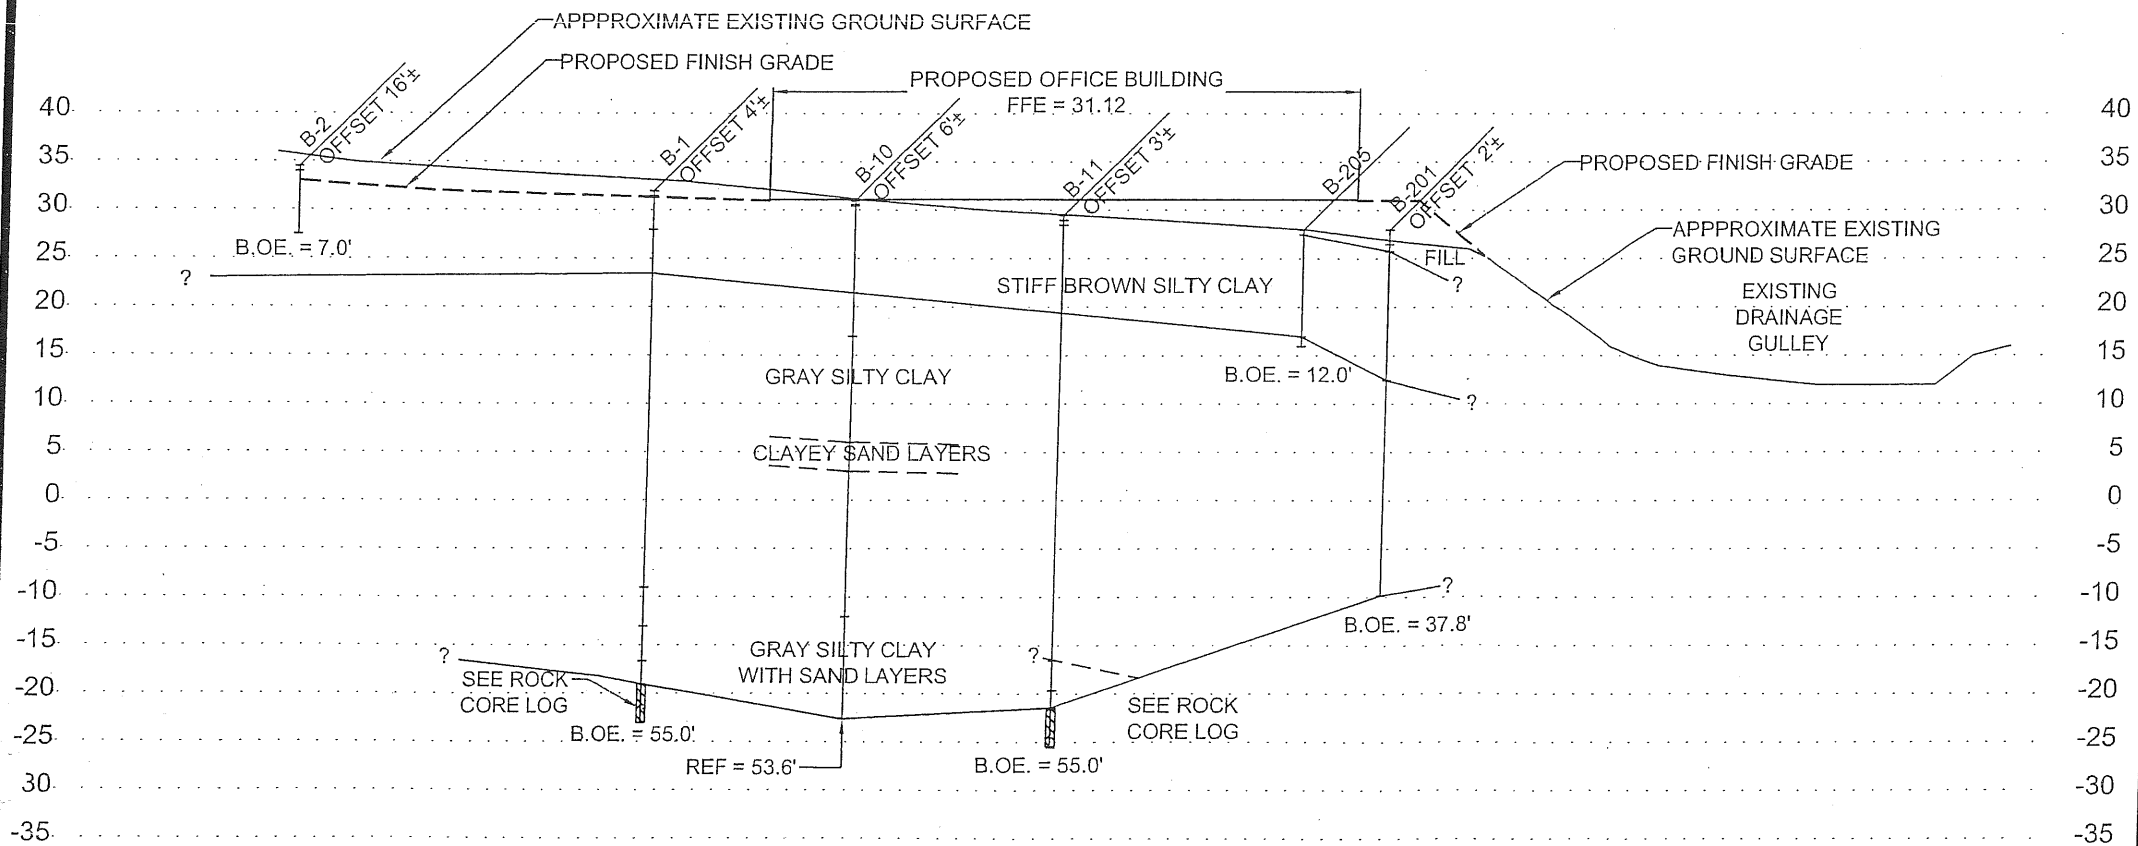 APPPROXIMATE EXISTING GROUND SURFACE
PROPOSED FINISH GRADE
PROPOSED OFFICE BUILDING
FFE = 31.12
B-2
OFFSET 16'±
B-1
OFFSET 4'±
B-10
OFFSET 6'±
B-11
OFFSET 3'±
B-205
B-201
OFFSET 2'±
PROPOSED FINISH GRADE
APPPROXIMATE EXISTING
GROUND SURFACE
40 40
35 35
30 30
25 25
20 20
15 15
10 10
5 5
0 0
-5 -5
-10 -10
-15 -15
-20 -20
-25 -25
30 -30
-35 -35
B.OE. = 7.0'
?
FILL
?
STIFF BROWN SILTY CLAY
EXISTING
DRAINAGE
GULLEY
GRAY SILTY CLAY
B.OE. = 12.0'
?
CLAYEY SAND LAYERS
?
B.OE. = 37.8'
?
GRAY SILTY CLAY
WITH SAND LAYERS
?
SEE ROCK
CORE LOG
SEE ROCK
CORE LOG
B.OE. = 55.0'
REF = 53.6'
B.OE. = 55.0'